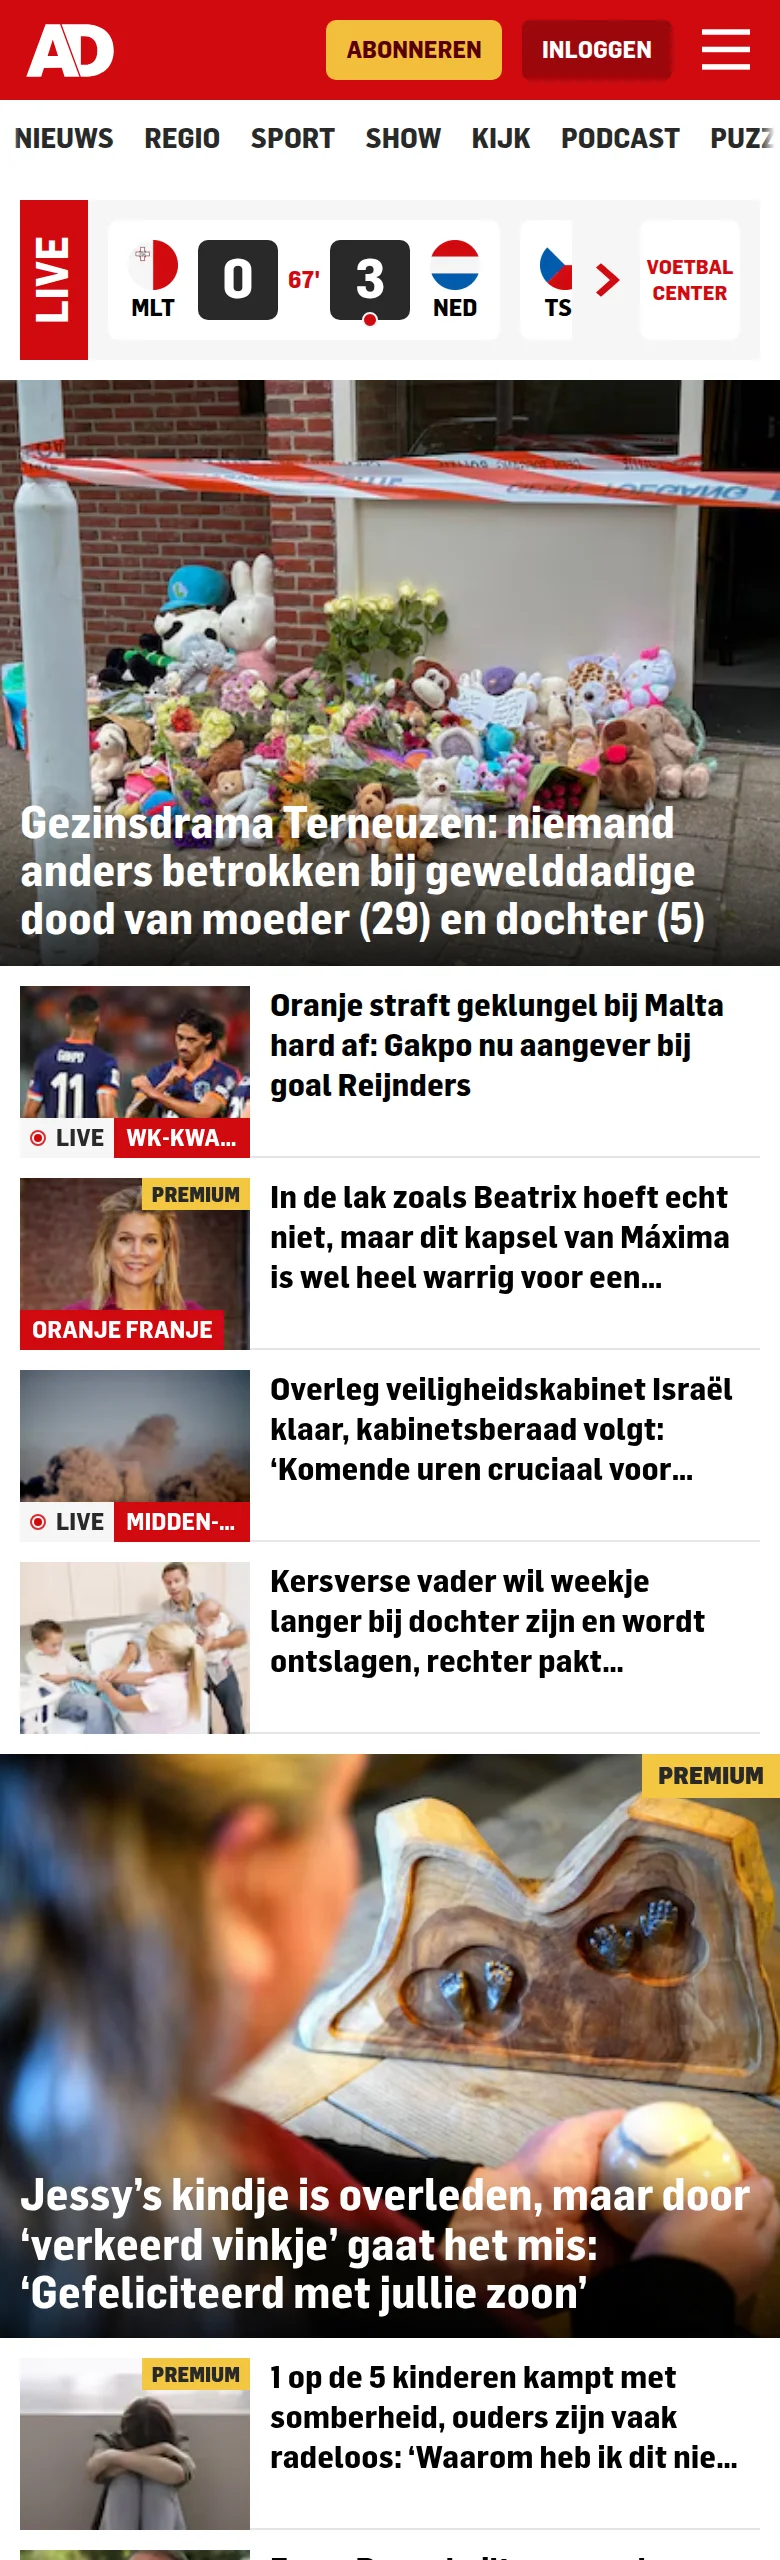 AD
ABONNEREN
INLOGGEN
NIEUWS REGIO SPORT SHOW KIJK PODCAST PUZZ
LIVE
MLT
0
67'
3
NED
TS
VOETBAL
CENTER
Gezinsdrama Terneuzen: niemand
anders betrokken bij gewelddadige
dood van moeder (29) en dochter (5)
GAKPO
11
LIVE
WK-KWA...
Oranje straft geklungel bij Malta
hard af: Gakpo nu aangever bij
goal Reijnders
PREMIUM
ORANJE FRANJE
In de lak zoals Beatrix hoeft echt
niet, maar dit kapsel van Máxima
is wel heel warrig voor een...
LIVE
MIDDEN-...
Overleg veiligheidskabinet Israël
klaar, kabinetsberaad volgt:
‘Komende uren cruciaal voor...
Kersverse vader wil weekje
langer bij dochter zijn en wordt
ontslagen, rechter pakt...
PREMIUM
Jessy’s kindje is overleden, maar door
‘verkeerd vinkje’ gaat het mis:
‘Gefeliciteerd met jullie zoon’
PREMIUM
1 op de 5 kinderen kampt met
somberheid, ouders zijn vaak
radeloos: ‘Waarom heb ik dit nie...